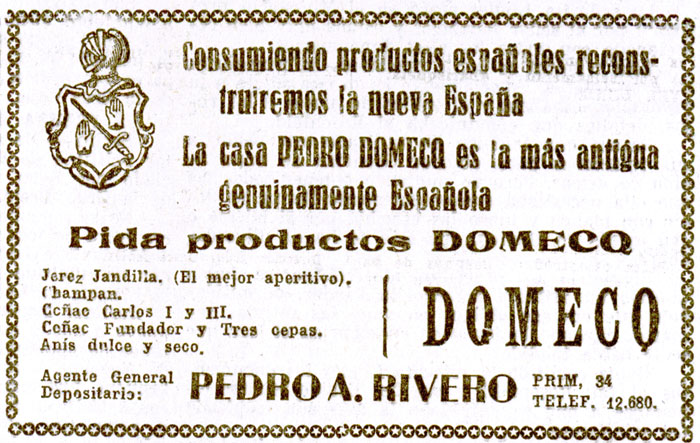 Consumiendo productos españoles recons-
truiremos la nueva España
La casa PEDRO DOMECQ es la más antigua
genuinamente Española
Pida productos DOMECQ
Jerez Jandilla. (El mejor aperitivo).
Champan.
Coñac Carlos I y III.
Coñac Fundador y Tres cepas.
Anís dulce y seco.
DOMECQ
Agente General
Depositario:
PEDRO A. RIVERO
PRIM, 34
TELEF. 12.680.